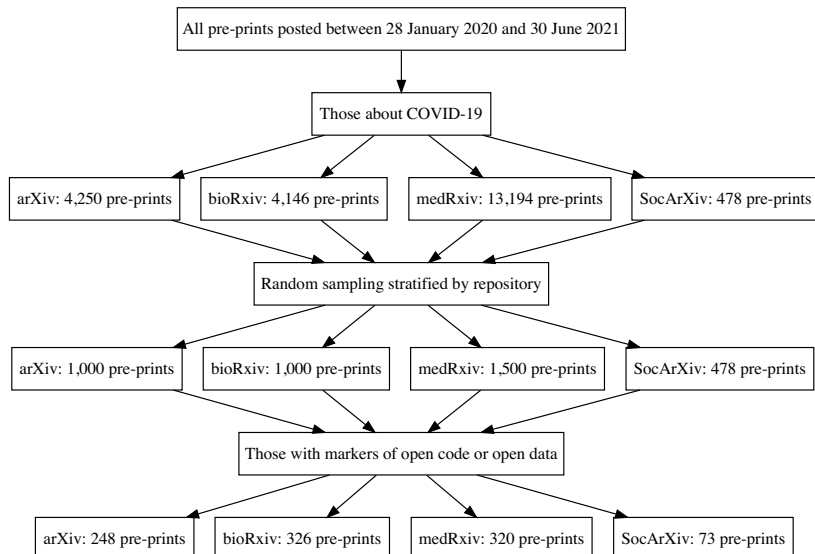 All pre-prints posted between 28 January 2020 and 30 June 2021
Those about COVID-19
arXiv: 4,250 pre-prints
bioRxiv: 4,146 pre-prints
medRxiv: 13,194 pre-prints
SocArXiv: 478 pre-prints
Random sampling stratified by repository
arXiv: 1,000 pre-prints
bioRxiv: 1,000 pre-prints
medRxiv: 1,500 pre-prints
SocArXiv: 478 pre-prints
Those with markers of open code or open data
arXiv: 248 pre-prints
bioRxiv: 326 pre-prints
medRxiv: 320 pre-prints
SocArXiv: 73 pre-prints